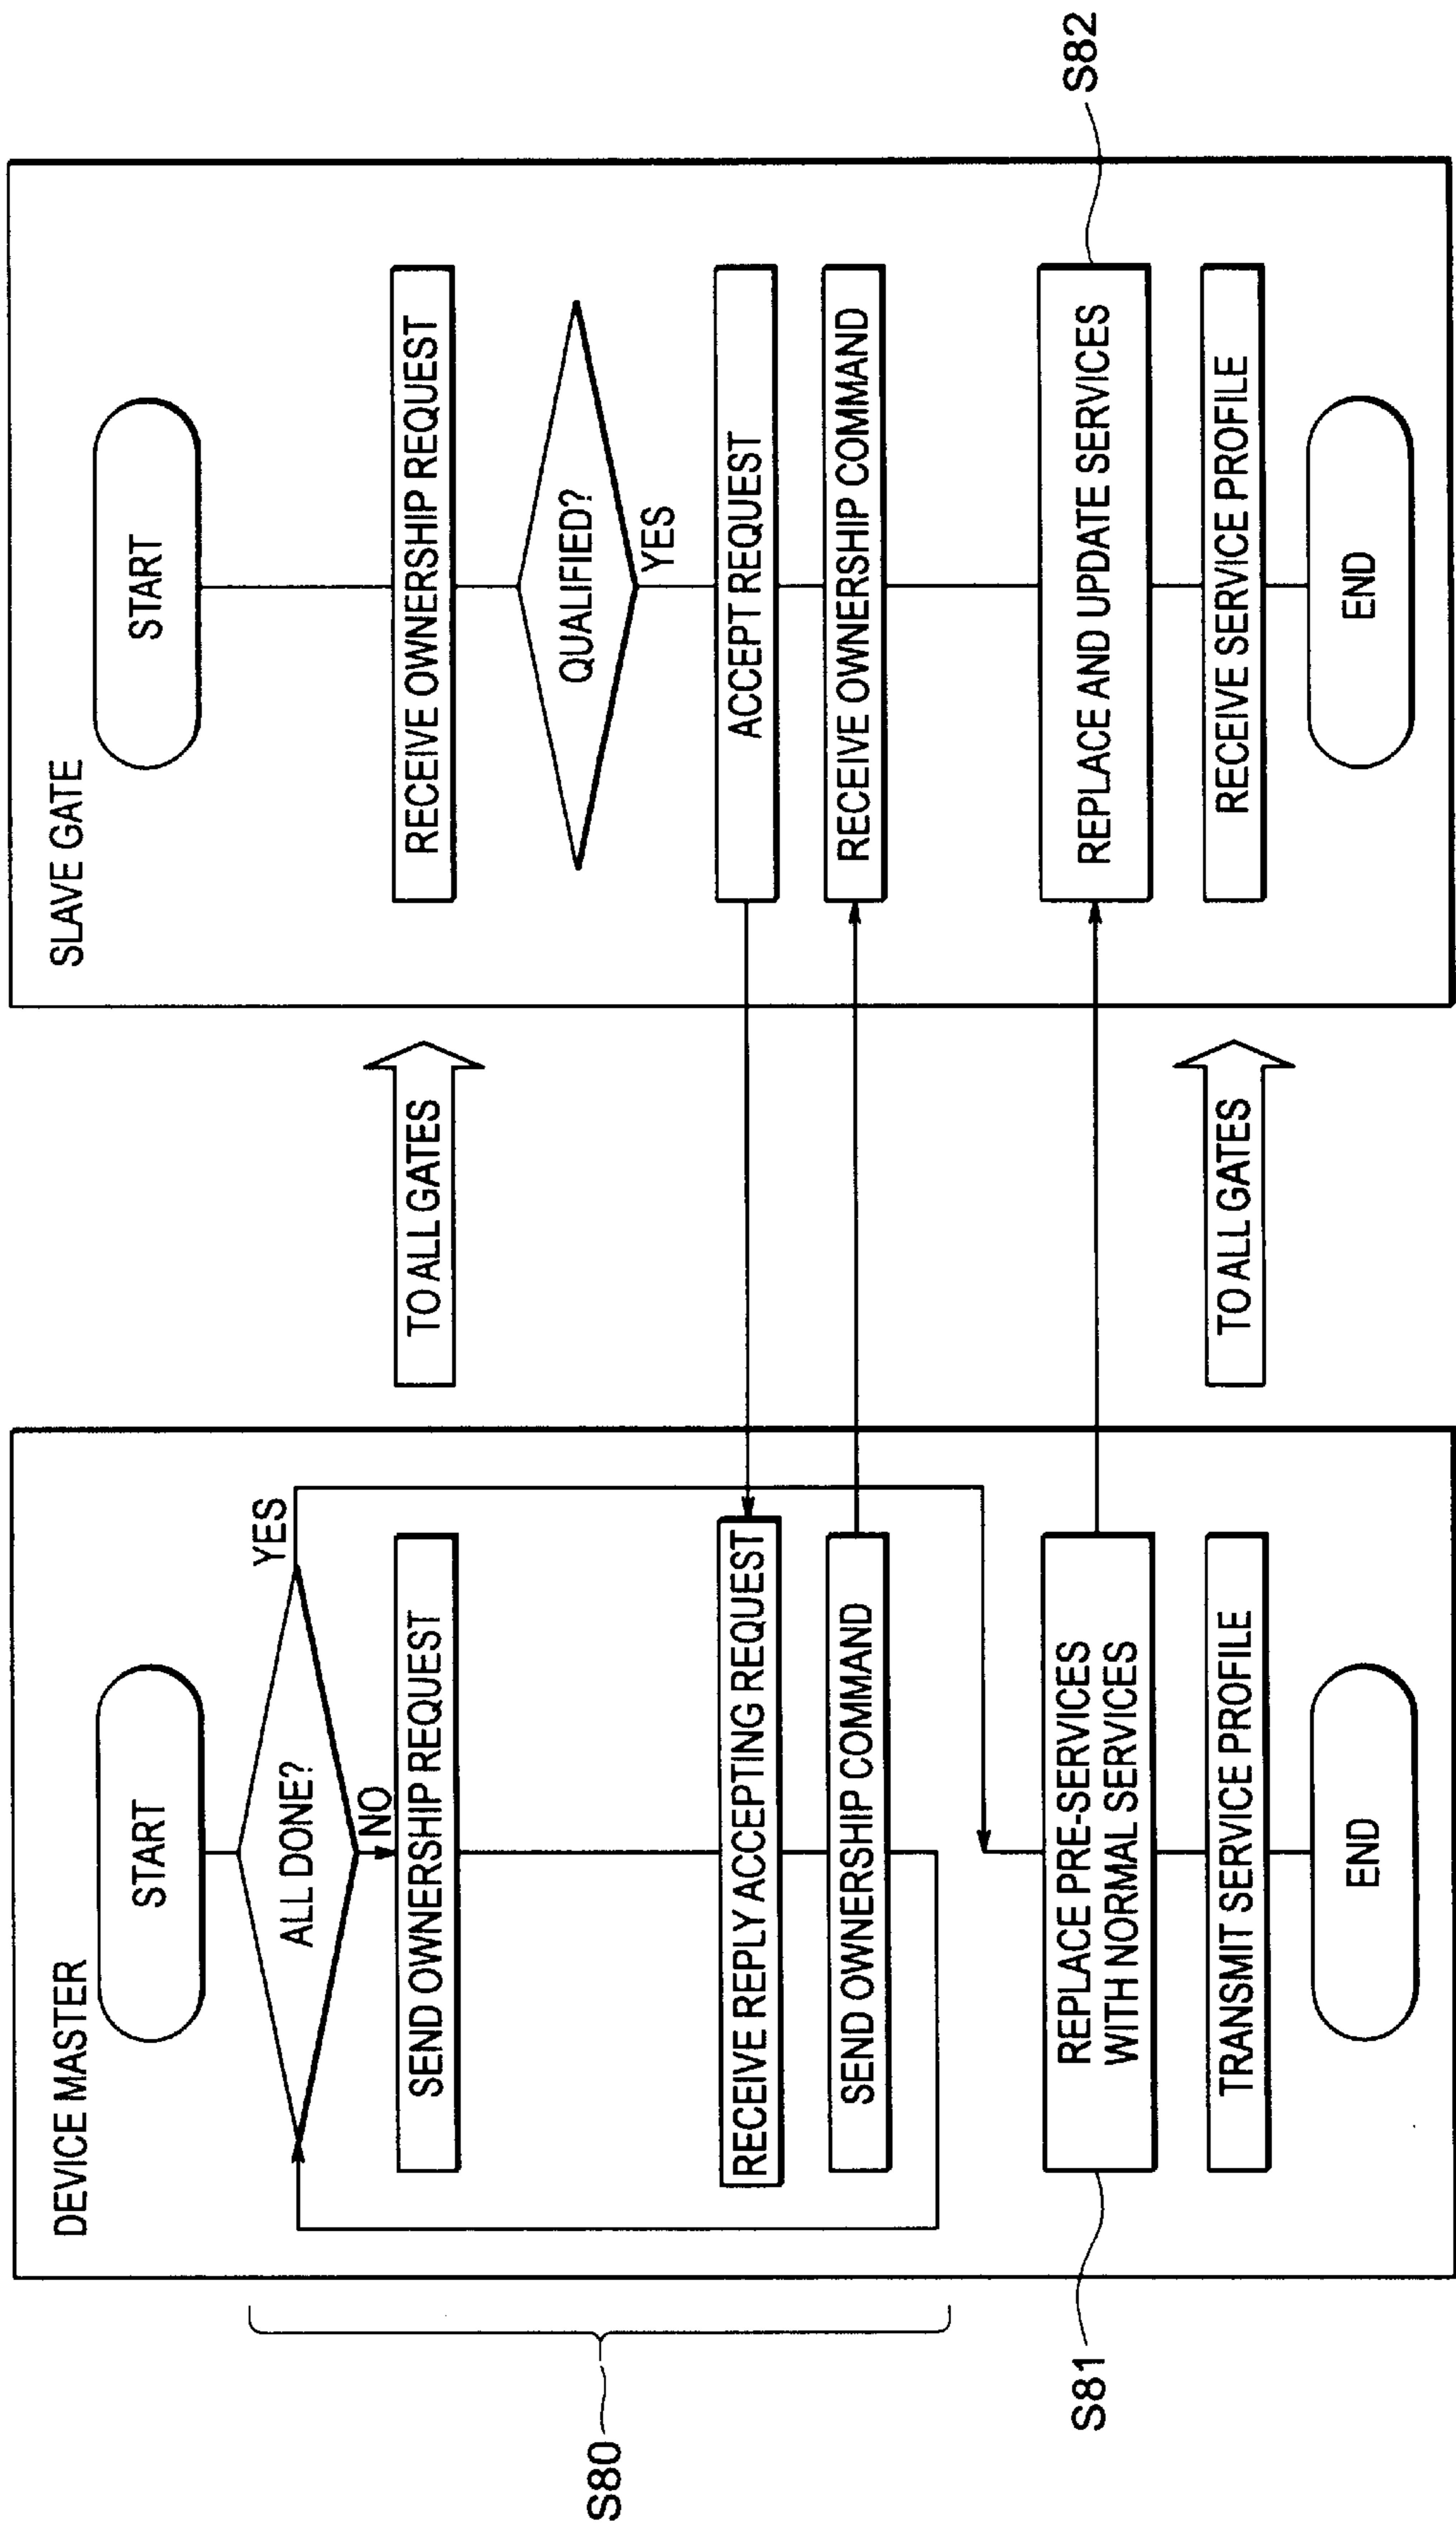 DEVICE MASTER
START
ALL DONE?
YES
NO
SEND OWNERSHIP REQUEST
RECEIVE REPLY ACCEPTING REQUEST
SEND OWNERSHIP COMMAND
REPLACE PRE-SERVICES
WITH NORMAL SERVICES
TRANSMIT SERVICE PROFILE
END
S80
S81
TO ALL GATES
TO ALL GATES
SLAVE GATE
START
RECEIVE OWNERSHIP REQUEST
QUALIFIED?
YES
ACCEPT REQUEST
RECEIVE OWNERSHIP COMMAND
REPLACE AND UPDATE SERVICES
RECEIVE SERVICE PROFILE
END
S82